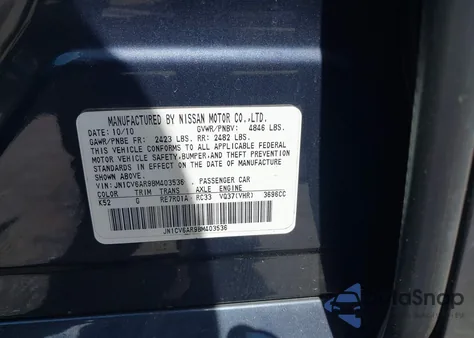 MANUFACTURED BY NISSAN MOTOR CO.,LTD.
DATE: 10/10 GVWR/PNBV: 4846 LBS.
GAWR/PNBE FR: 2423 LBS. RR: 2482 LBS.
THIS VEHICLE CONFORMS TO ALL APPLICABLE FEDERAL
MOTOR VEHICLE SAFETY,BUMPER,AND THEFT PREVENTION
STANDARDS IN EFFECT ON THE DATE OF MANUFACTURE
SHOWN ABOVE.
VIN: JN1CV6AR9BM403536 , PASSENGER CAR
COLOR TRIM TRANS AXLE ENGINE
K52 G RE7R01A RC33 VQ37(VHR) 3696CC
JN1CV6AR9BM403536
DataSnap